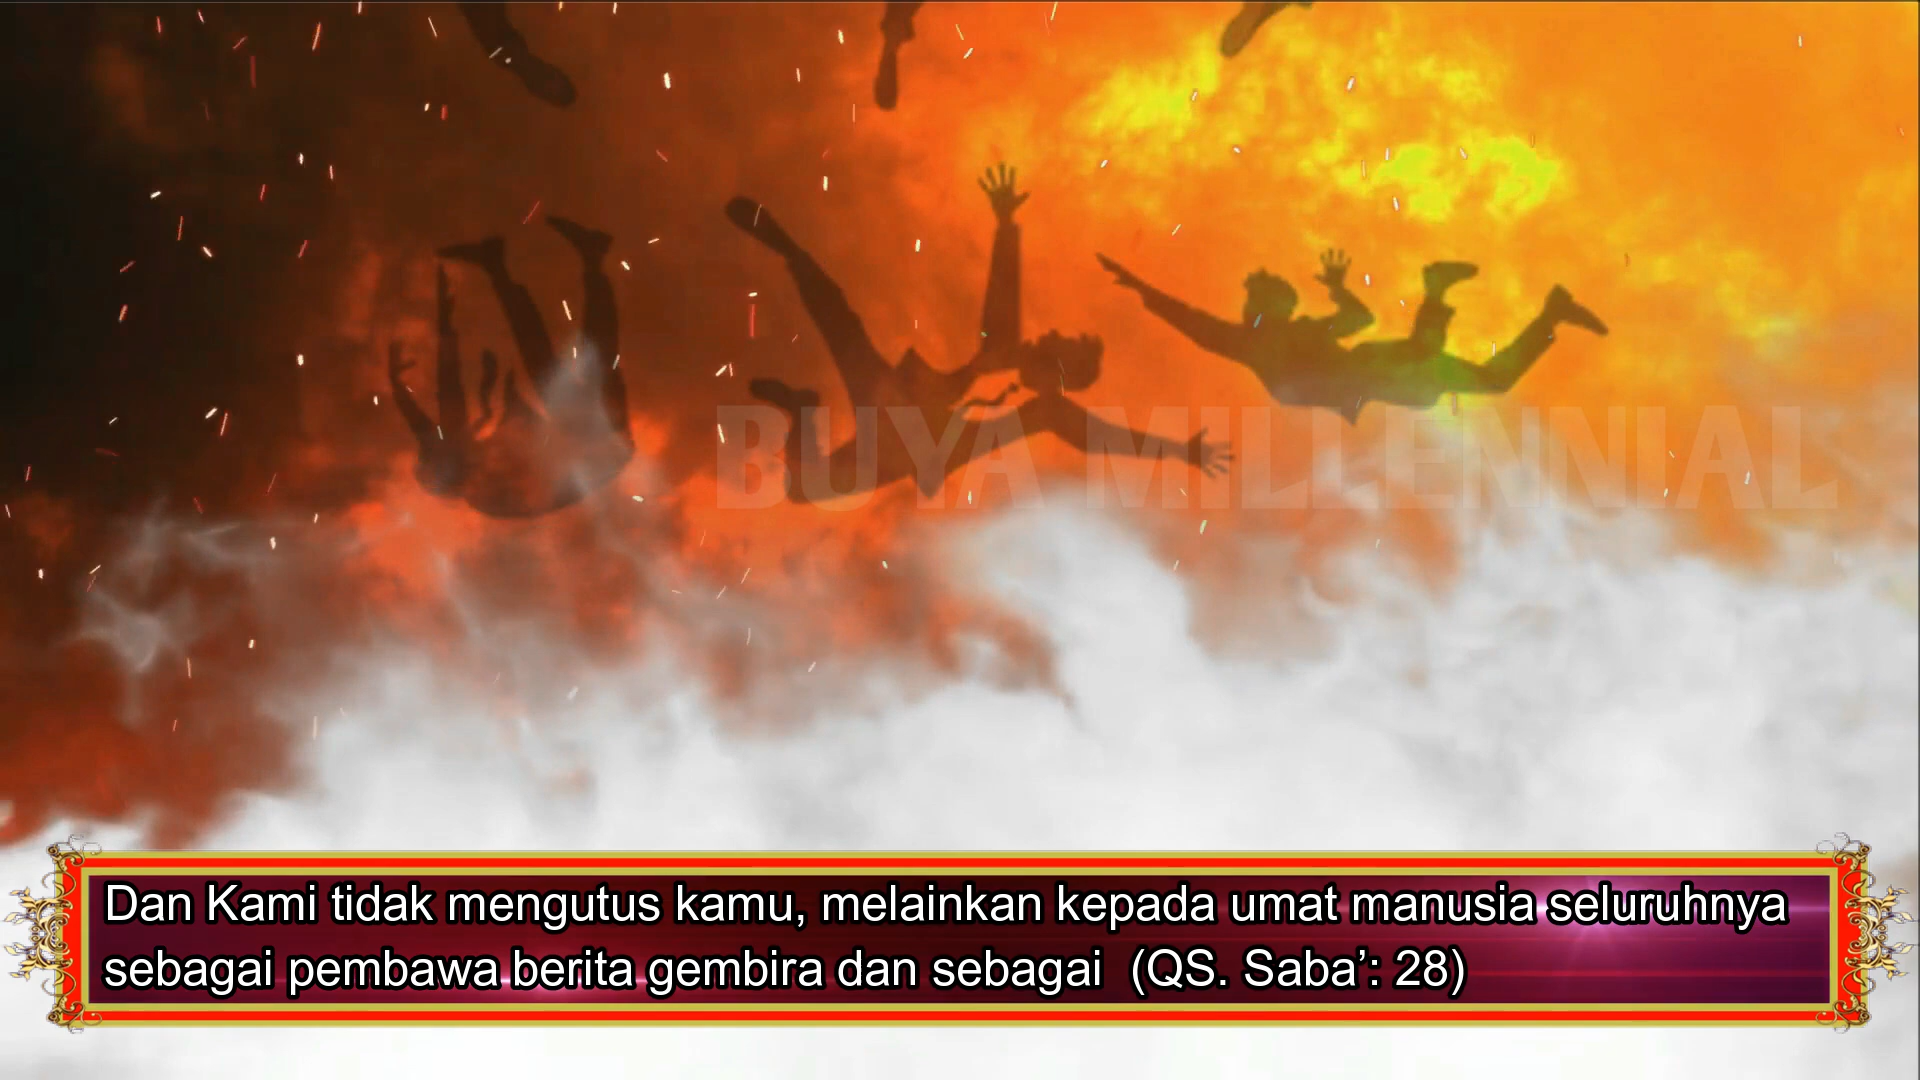 BUYA MILLENNIAL
Dan Kami tidak mengutus kamu, melainkan kepada umat manusia seluruhnya
sebagai pembawa berita gembira dan sebagai  (QS. Saba’: 28)